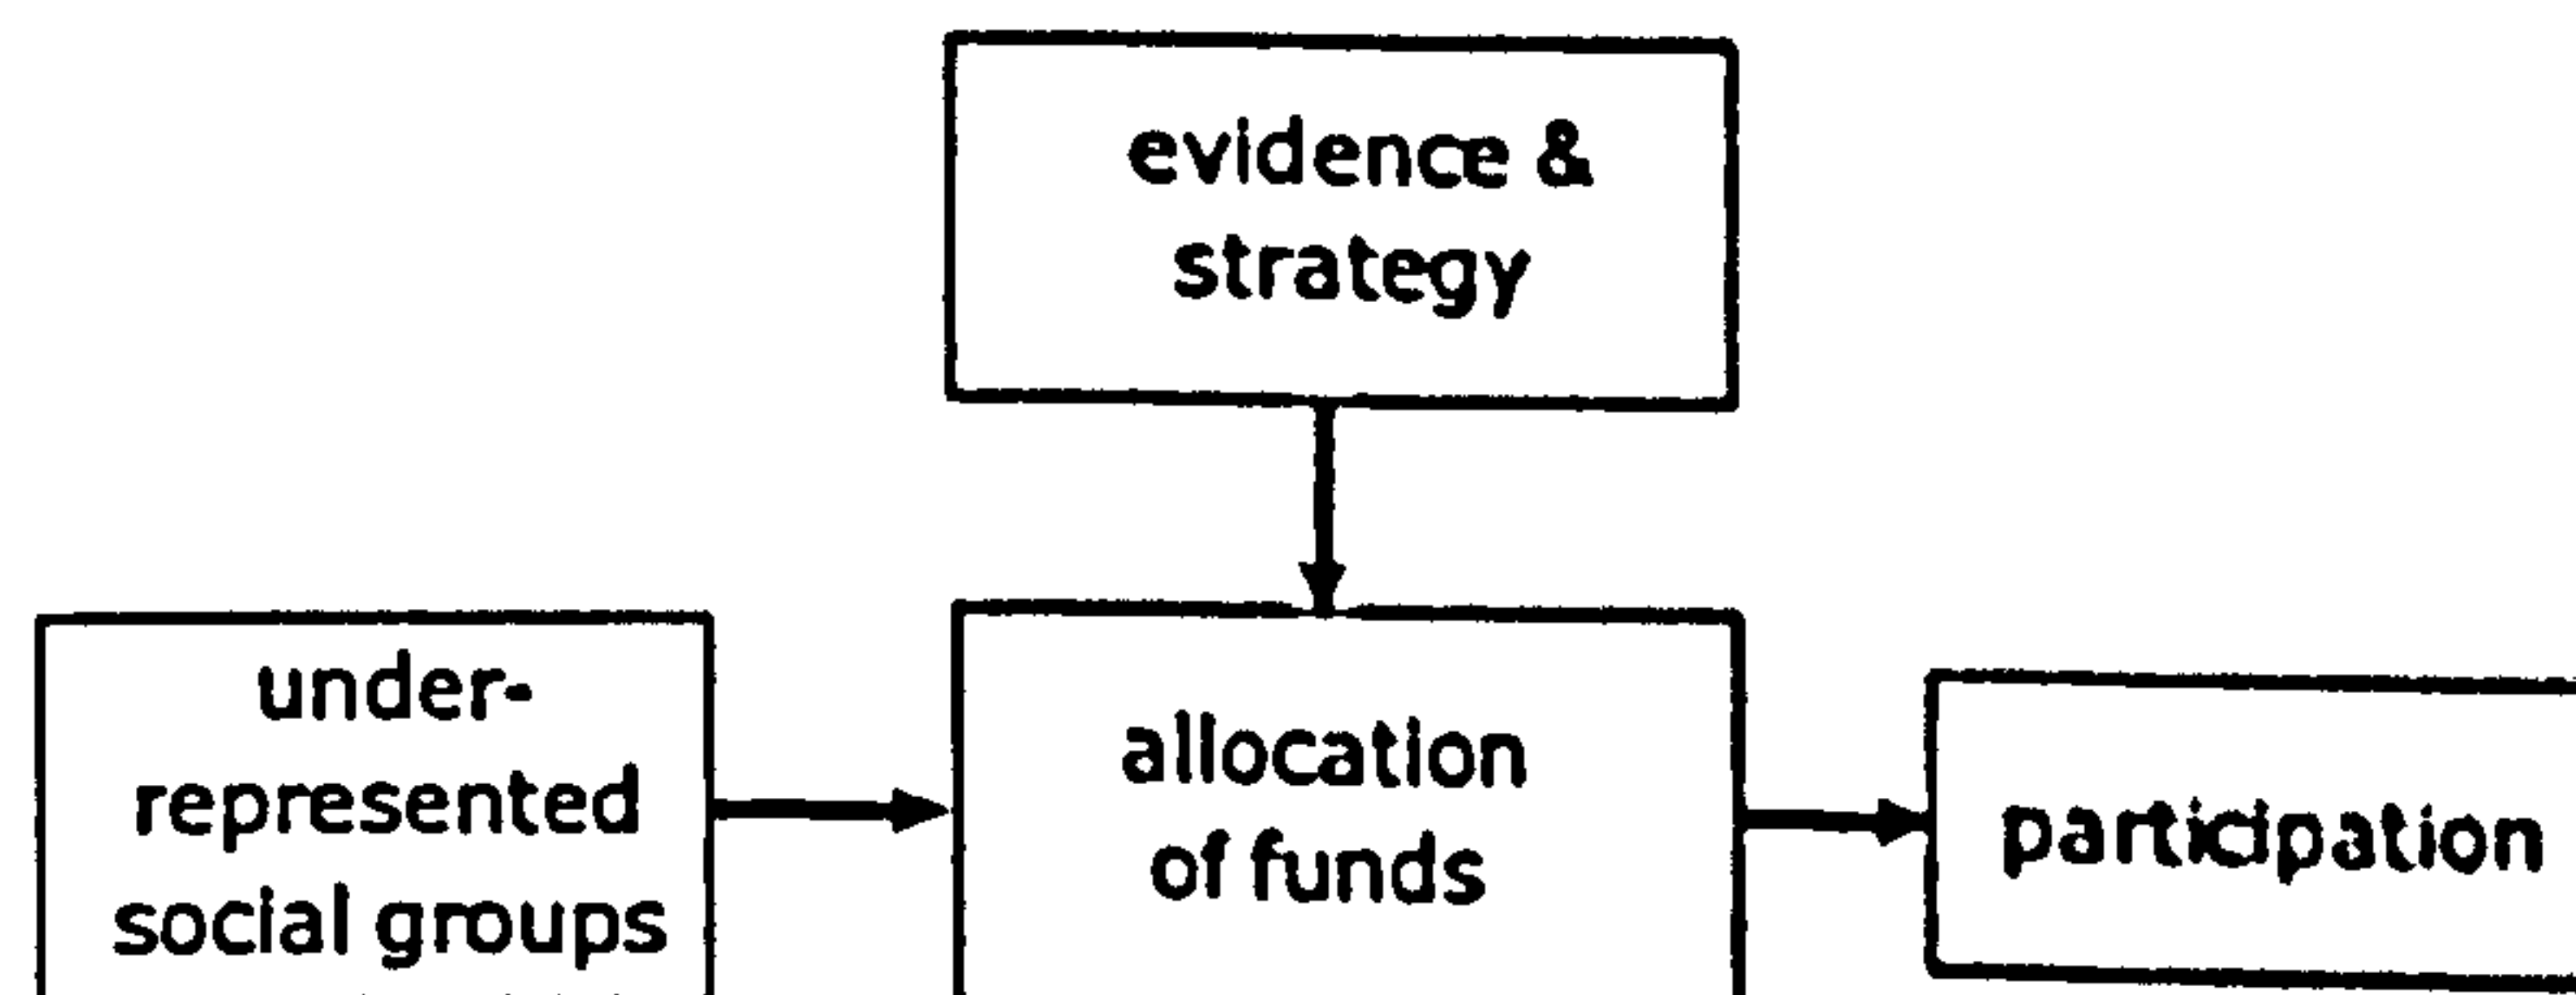 evidence &
strategy
under-
represented
social groups
allocation
of funds
participation